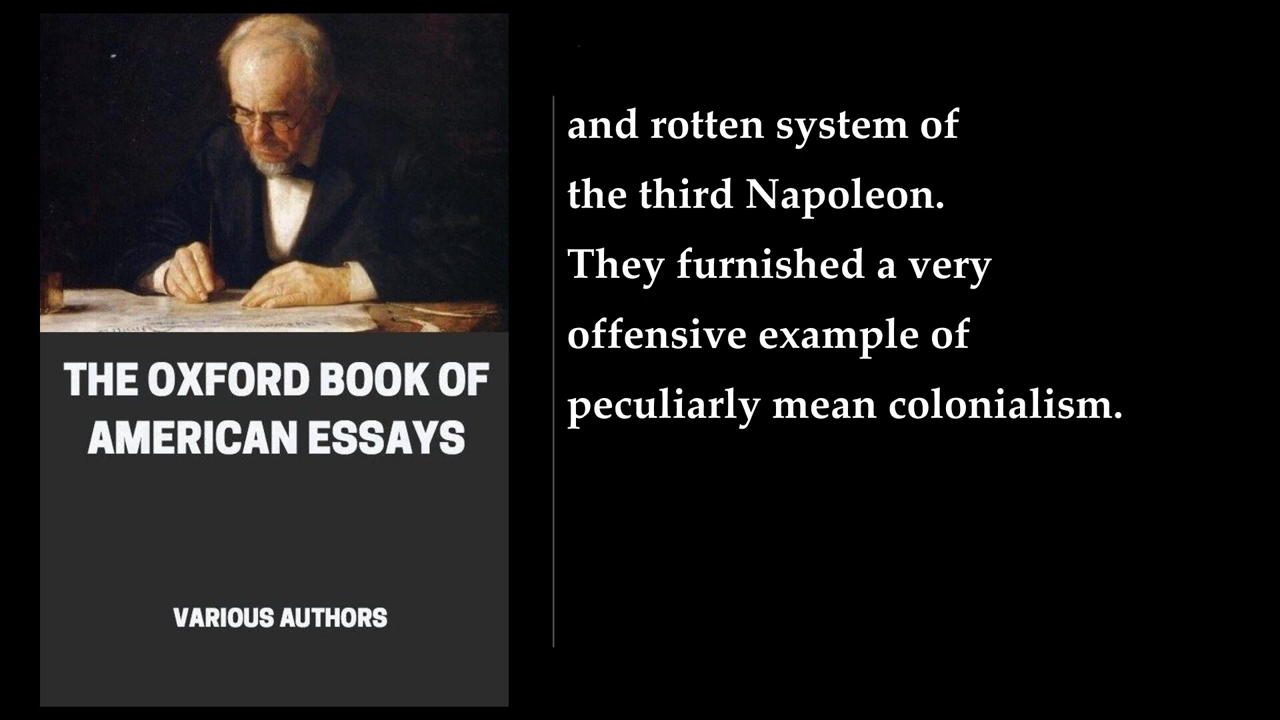 THE OXFORD BOOK OF
AMERICAN ESSAYS
VARIOUS AUTHORS
and rotten system of
the third Napoleon.
They furnished a very
offensive example of
peculiarly mean colonialism.